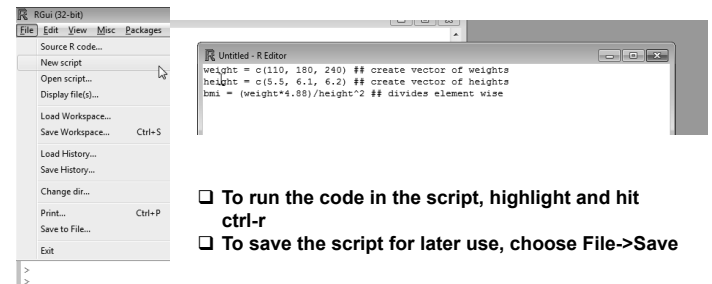 RGui (32-bit)
File Edit View Misc Packages
Source R code...
New script
Open script...
Display file(s)...
Load Workspace...
Save Workspace... Ctrl+S
Load History...
Save History...
Change dir...
Print... Ctrl+P
Save to File...
Exit
>
>
Untitled - R Editor
weight = c(110, 180, 240) ## create vector of weights
height = c(5.5, 6.1, 6.2) ## create vector of heights
bmi = (weight*4.88)/height^2 ## divides element wise
❑ To run the code in the script, highlight and hit
ctrl-r
❑ To save the script for later use, choose File->Save